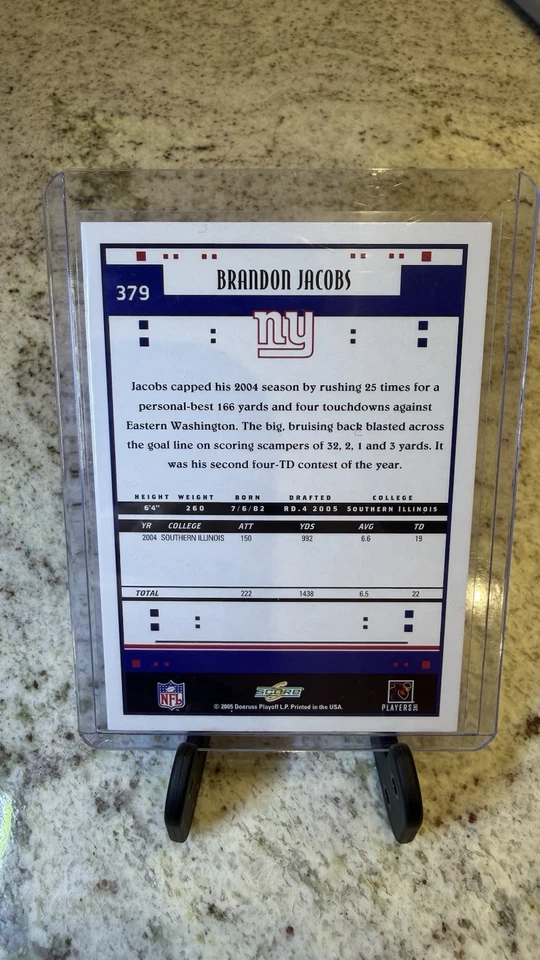 BRANDON JACOBS
379
ny
Jacobs capped his 2004 season by rushing 25 times for a
personal-best 166 yards and four touchdowns against
Eastern Washington. The big, bruising back blasted across
the goal line on scoring scampers of 32, 2, 1 and 3 yards. It
was his second four-TD contest of the year.
HEIGHT WEIGHT BORN DRAFTED COLLEGE
6'4" 260 7/6/82 RD.4 2005 SOUTHERN ILLINOIS
YR COLLEGE ATT YDS AVG TD
2004 SOUTHERN ILLINOIS 150 992 6.6 19
TOTAL 222 1438 6.5 22
NFL SCORE PLAYERS INC
© 2005 Donruss Playoff L.P. Printed in the USA.